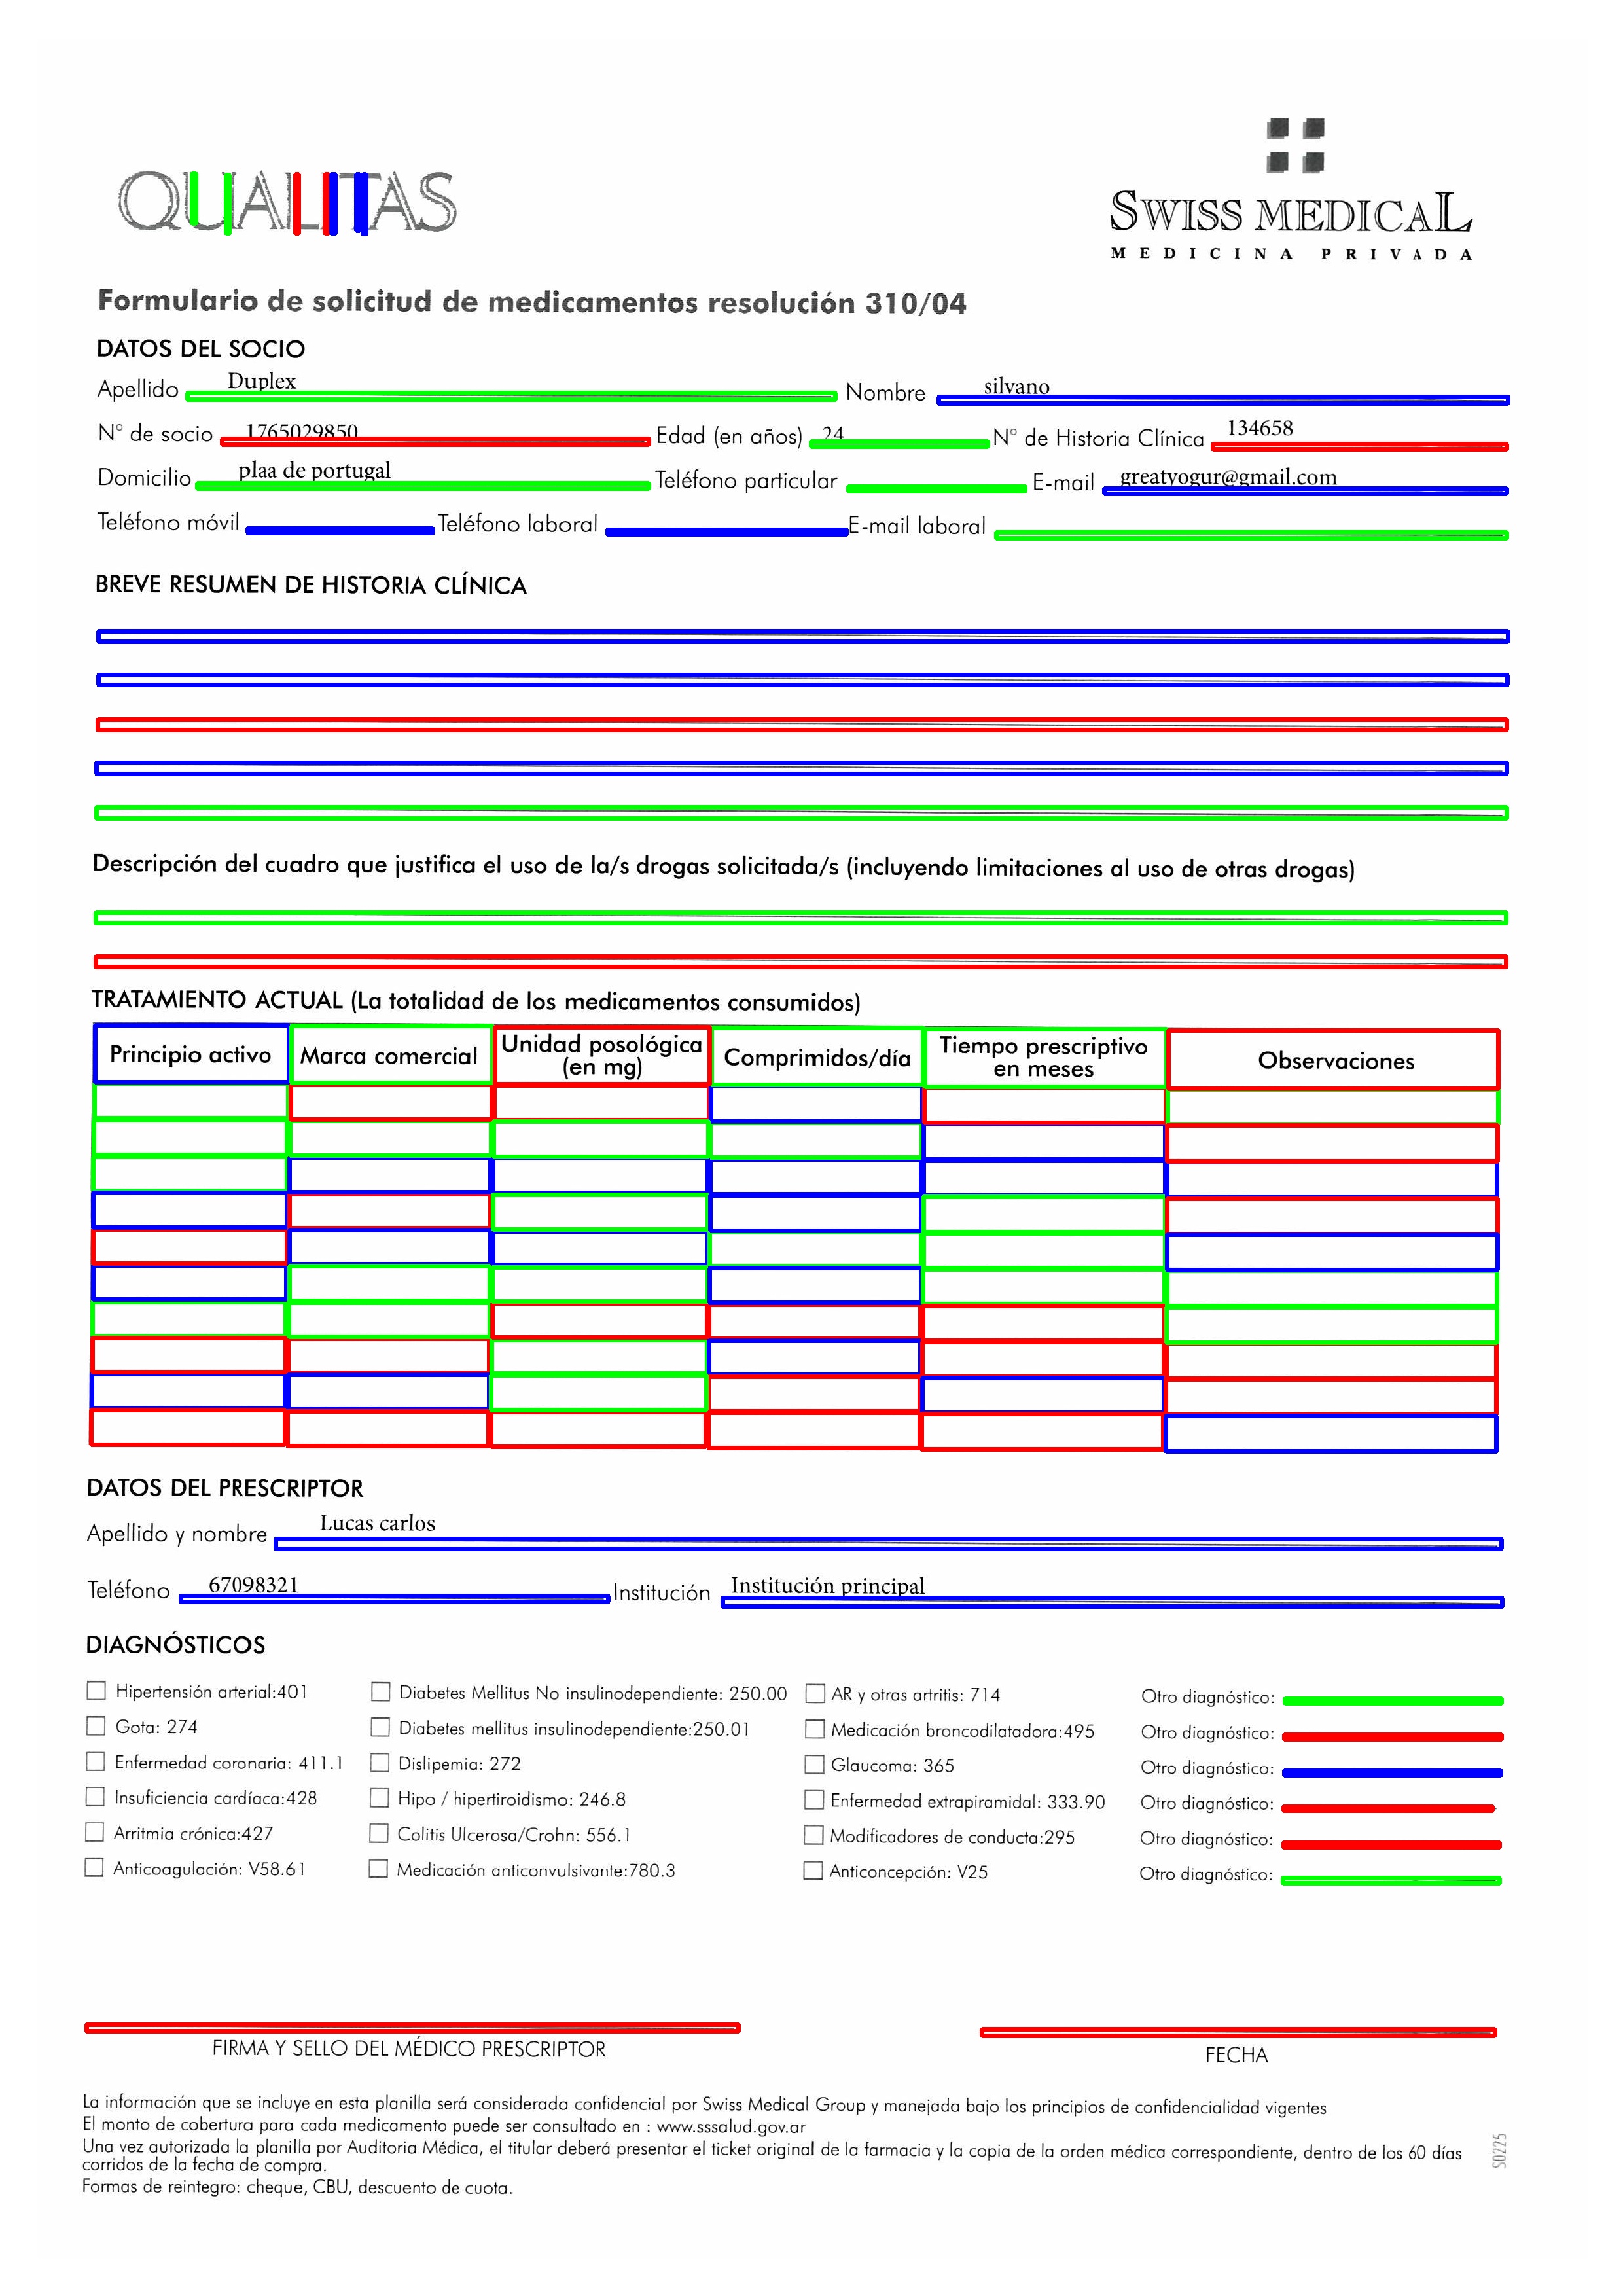 QUALITAS
SWISS MEDICAL
MEDICINA PRIVADA
Formulario de solicitud de medicamentos resolución 310/04
DATOS DEL SOCIO
Apellido Duplex Nombre silvano
N° de socio 1765029850 Edad (en años) 24 N° de Historia Clínica 134658
Domicilio plaa de portugal Teléfono particular E-mail greatyogur@gmail.com
Teléfono móvil Teléfono laboral E-mail laboral
BREVE RESUMEN DE HISTORIA CLÍNICA
Descripción del cuadro que justifica el uso de la/s drogas solicitada/s (incluyendo limitaciones al uso de otras drogas)
TRATAMIENTO ACTUAL (La totalidad de los medicamentos consumidos)
Principio activo Marca comercial Unidad posológica (en mg) Comprimidos/día Tiempo prescriptivo en meses Observaciones
DATOS DEL PRESCRIPTOR
Apellido y nombre Lucas carlos
Teléfono 67098321 Institución Institución principal
DIAGNÓSTICOS
Hipertensión arterial:401 Diabetes Mellitus No insulinodependiente: 250.00 AR y otras artritis: 714 Otro diagnóstico:
Gota: 274 Diabetes mellitus insulinodependiente:250.01 Medicación broncodilatadora:495 Otro diagnóstico:
Enfermedad coronaria: 411.1 Dislipemia: 272 Glaucoma: 365 Otro diagnóstico:
Insuficiencia cardíaca:428 Hipo / hipertiroidismo: 246.8 Enfermedad extrapiramidal: 333.90 Otro diagnóstico:
Arritmia crónica:427 Colitis Ulcerosa/Crohn: 556.1 Modificadores de conducta:295 Otro diagnóstico:
Anticoagulación: V58.61 Medicación anticonvulsivante:780.3 Anticoncepción: V25 Otro diagnóstico:
FIRMA Y SELLO DEL MÉDICO PRESCRIPTOR FECHA
La información que se incluye en esta planilla será considerada confidencial por Swiss Medical Group y manejada bajo los principios de confidencialidad vigentes
El monto de cobertura para cada medicamento puede ser consultado en : www.sssalud.gov.ar
Una vez autorizada la planilla por Auditoria Médica, el titular deberá presentar el ticket original de la farmacia y la copia de la orden médica correspondiente, dentro de los 60 días
corridos de la fecha de compra.
Formas de reintegro: cheque, CBU, descuento de cuota.
S0225